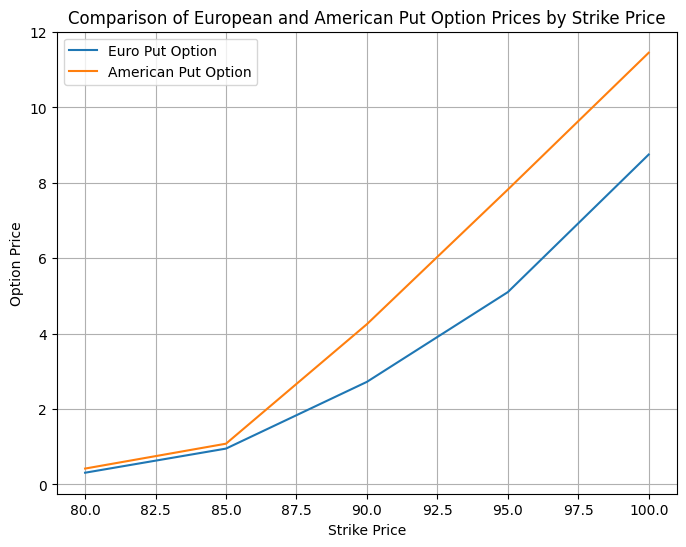 Comparison of European and American Put Option Prices by Strike Price
Euro Put Option
American Put Option
Option Price
12
10
8
6
4
2
0
80.0 82.5 85.0 87.5 90.0 92.5 95.0 97.5 100.0
Strike Price